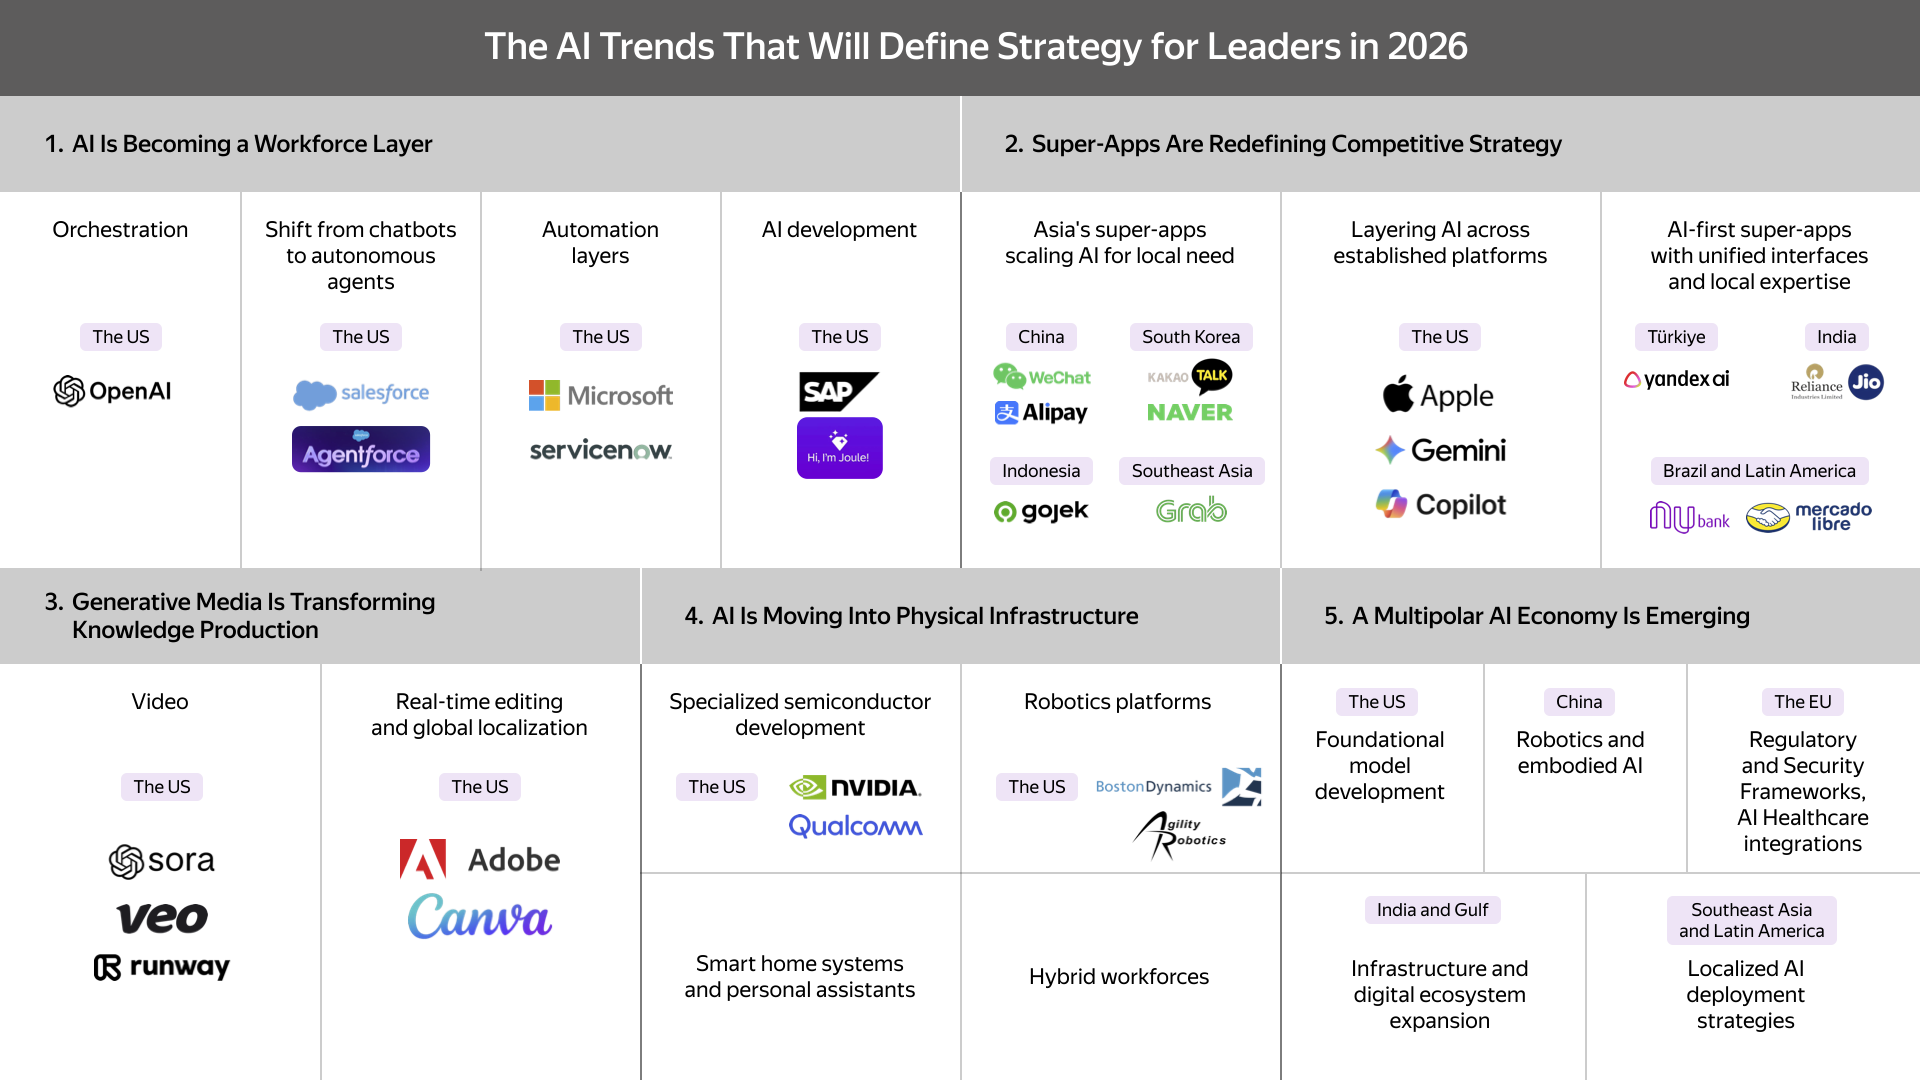 The AI Trends That Will Define Strategy for Leaders in 2026
1. AI Is Becoming a Workforce Layer
2. Super-Apps Are Redefining Competitive Strategy
Orchestration
The US
OpenAI
Shift from chatbots
to autonomous
agents
The US
salesforce
Agentforce
Automation
layers
The US
Microsoft
servicenow
AI development
The US
SAP
Hi, I'm Joule!
Asia's super-apps
scaling AI for local need
China
WeChat
支 Alipay
South Korea
KAKAO TALK
NAVER
Indonesia
gojek
Southeast Asia
Grab
Layering AI across
established platforms
The US
Apple
Gemini
Copilot
AI-first super-apps
with unified interfaces
and local expertise
Türkiye
yandex ai
India
Reliance
Industries Limited
Jio
Brazil and Latin America
nu bank
mercado
libre
3. Generative Media Is Transforming
Knowledge Production
4. AI Is Moving Into Physical Infrastructure
5. A Multipolar AI Economy Is Emerging
Video
The US
sora
veo
runway
Real-time editing
and global localization
The US
Adobe
Canva
Specialized semiconductor
development
The US
NVIDIA.
Qualcomm
Robotics platforms
The US
Boston Dynamics
Agility
Robotics
Smart home systems
and personal assistants
Hybrid workforces
The US
Foundational
model
development
China
Robotics and
embodied AI
The EU
Regulatory
and Security
Frameworks,
AI Healthcare
integrations
India and Gulf
Infrastructure and
digital ecosystem
expansion
Southeast Asia
and Latin America
Localized AI
deployment
strategies